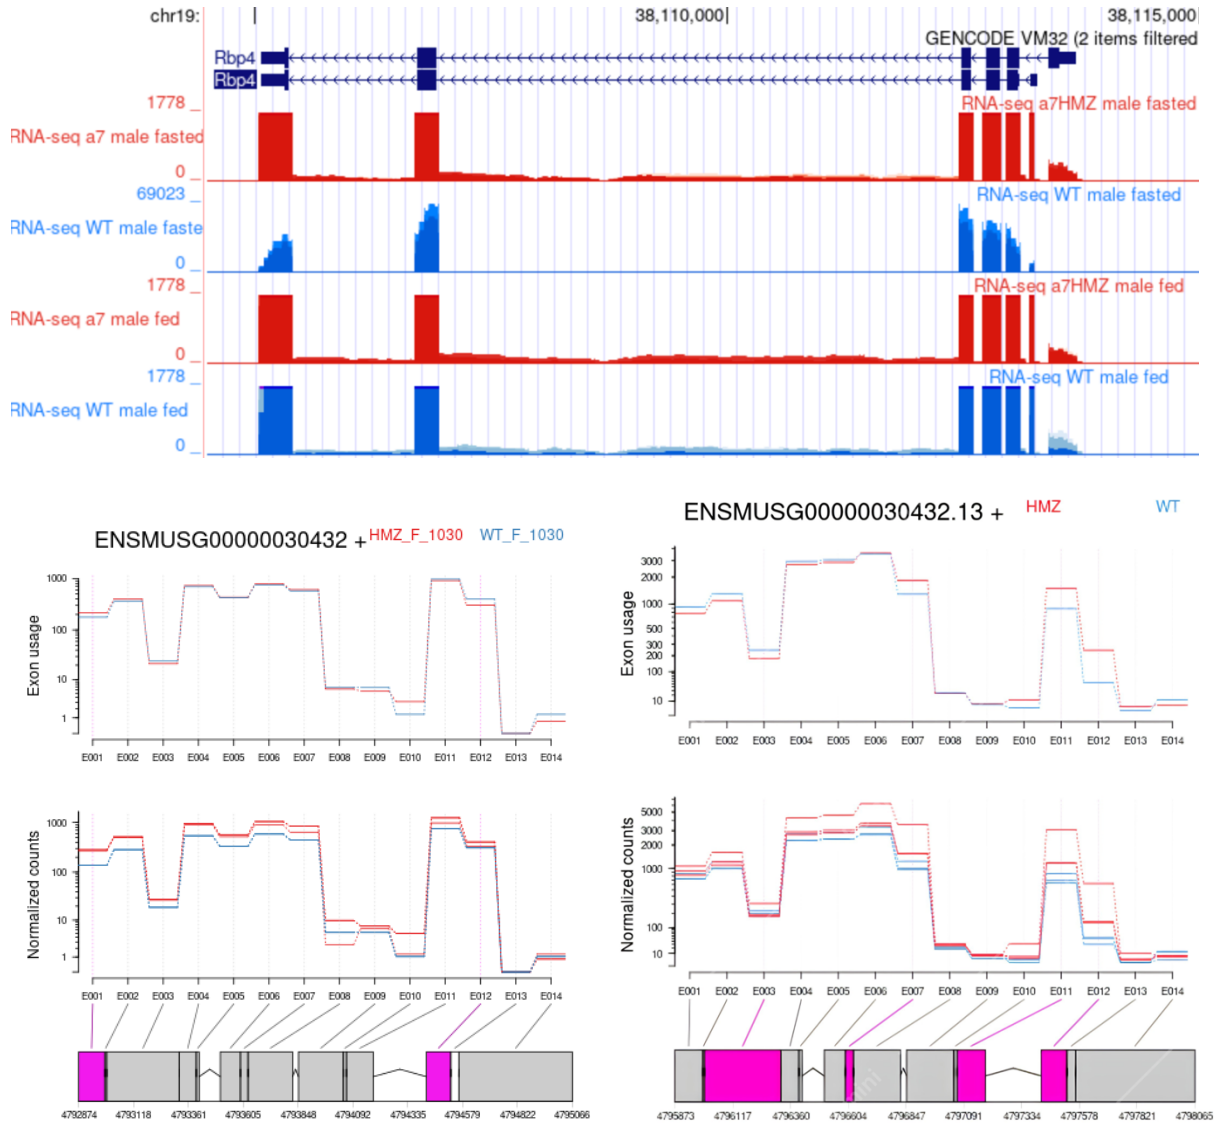 chr19: 38,110,000 38,115,000
GENCODE VM32 (2 items filtered
Rbp4
Rbp4
1778 RNA-seq a7HMZ male fasted
RNA-seq a7 male fasted
0
69023 RNA-seq WT male fasted
RNA-seq WT male faste
0
1778 RNA-seq a7HMZ male fed
RNA-seq a7 male fed
0
1778 RNA-seq WT male fed
RNA-seq WT male fed
0
ENSMUSG00000030432 + HMZ_F_1030 WT_F_1030
Exon usage
1000
100
10
1
E001 E002 E003 E004 E005 E006 E007 E008 E009 E010 E011 E012 E013 E014
Normalized counts
1000
100
10
1
E001 E002 E003 E004 E005 E006 E007 E008 E009 E010 E011 E012 E013 E014
4792874 4793118 4793361 4793605 4793848 4794092 4794335 4794579 4794822 4795066
ENSMUSG00000030432.13 + HMZ WT
Exon usage
3000
2000
1000
500
300
200
100
10
E001 E002 E003 E004 E005 E006 E007 E008 E009 E010 E011 E012 E013 E014
Normalized counts
5000
3000
2000
1000
100
10
E001 E002 E003 E004 E005 E006 E007 E008 E009 E010 E011 E012 E013 E014
4795873 4796117 4796360 4796604 4796847 4797091 4797334 4797578 4797821 4798065